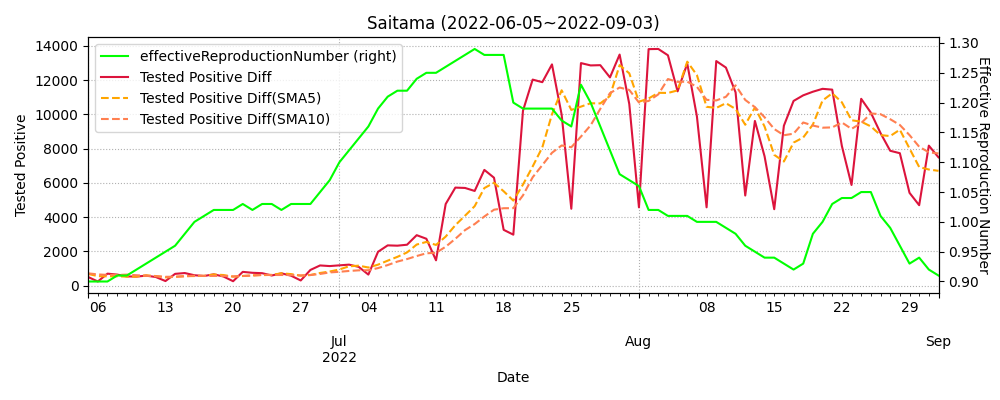 Saitama (2022-06-05~2022-09-03)
effectiveReproductionNumber (right)
Tested Positive Diff
Tested Positive Diff(SMA5)
Tested Positive Diff(SMA10)
Tested Positive
14000
12000
10000
8000
6000
4000
2000
0
1.30
1.25
1.20
1.15
1.10
1.05
1.00
0.95
0.90
Effective Reproduction Number
06 13 20 27 04 11 18 25 08 15 22 29
Jul Aug Sep
2022
Date